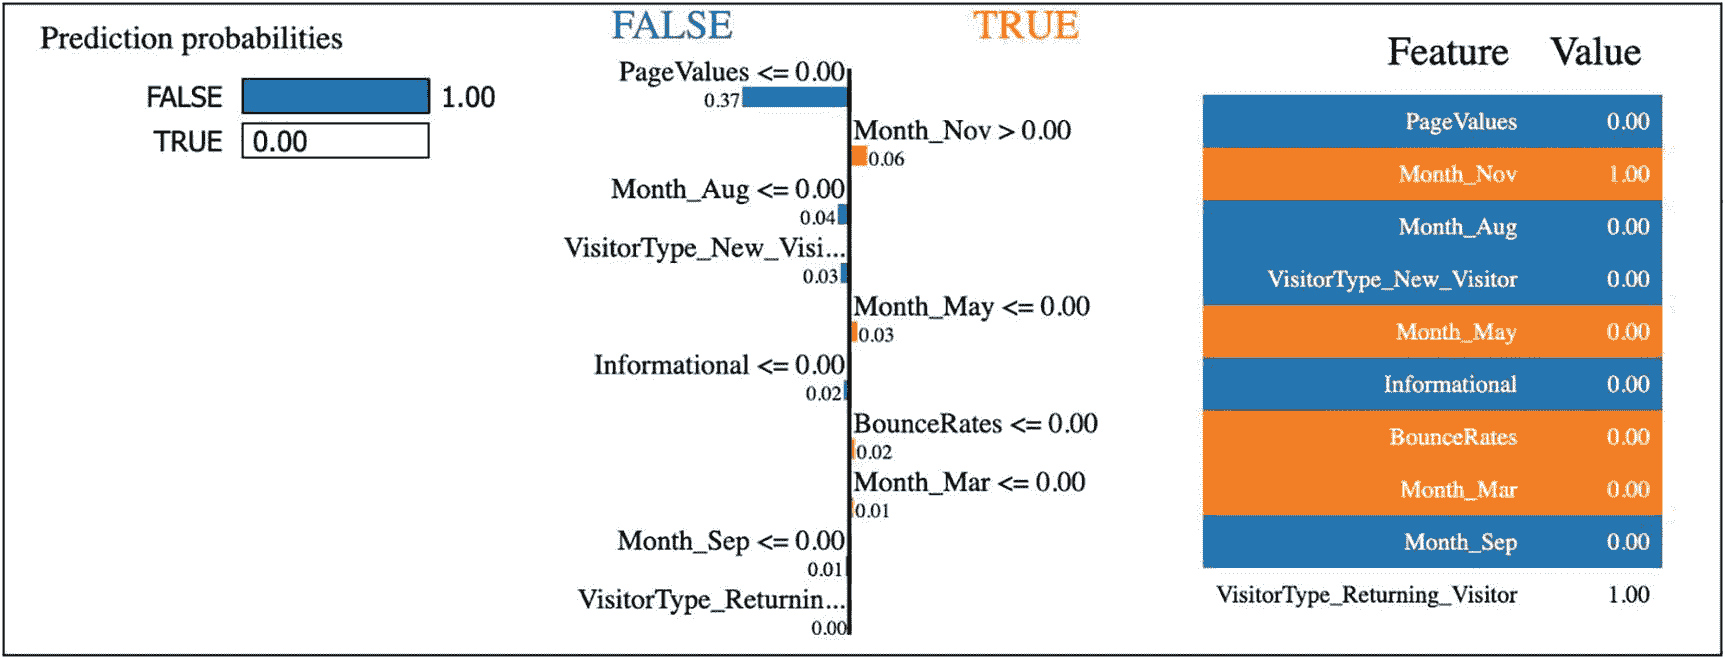 Prediction probabilities
FALSE 1.00
TRUE 0.00
FALSE TRUE
PageValues <= 0.00
0.37
Month_Nov > 0.00
0.06
Month_Aug <= 0.00
0.04
VisitorType_New_Visi...
0.03
Month_May <= 0.00
0.03
Informational <= 0.00
0.02
BounceRates <= 0.00
0.02
Month_Mar <= 0.00
0.01
Month_Sep <= 0.00
0.01
VisitorType_Returnin...
0.00
Feature Value
PageValues 0.00
Month_Nov 1.00
Month_Aug 0.00
VisitorType_New_Visitor 0.00
Month_May 0.00
Informational 0.00
BounceRates 0.00
Month_Mar 0.00
Month_Sep 0.00
VisitorType_Returning_Visitor 1.00